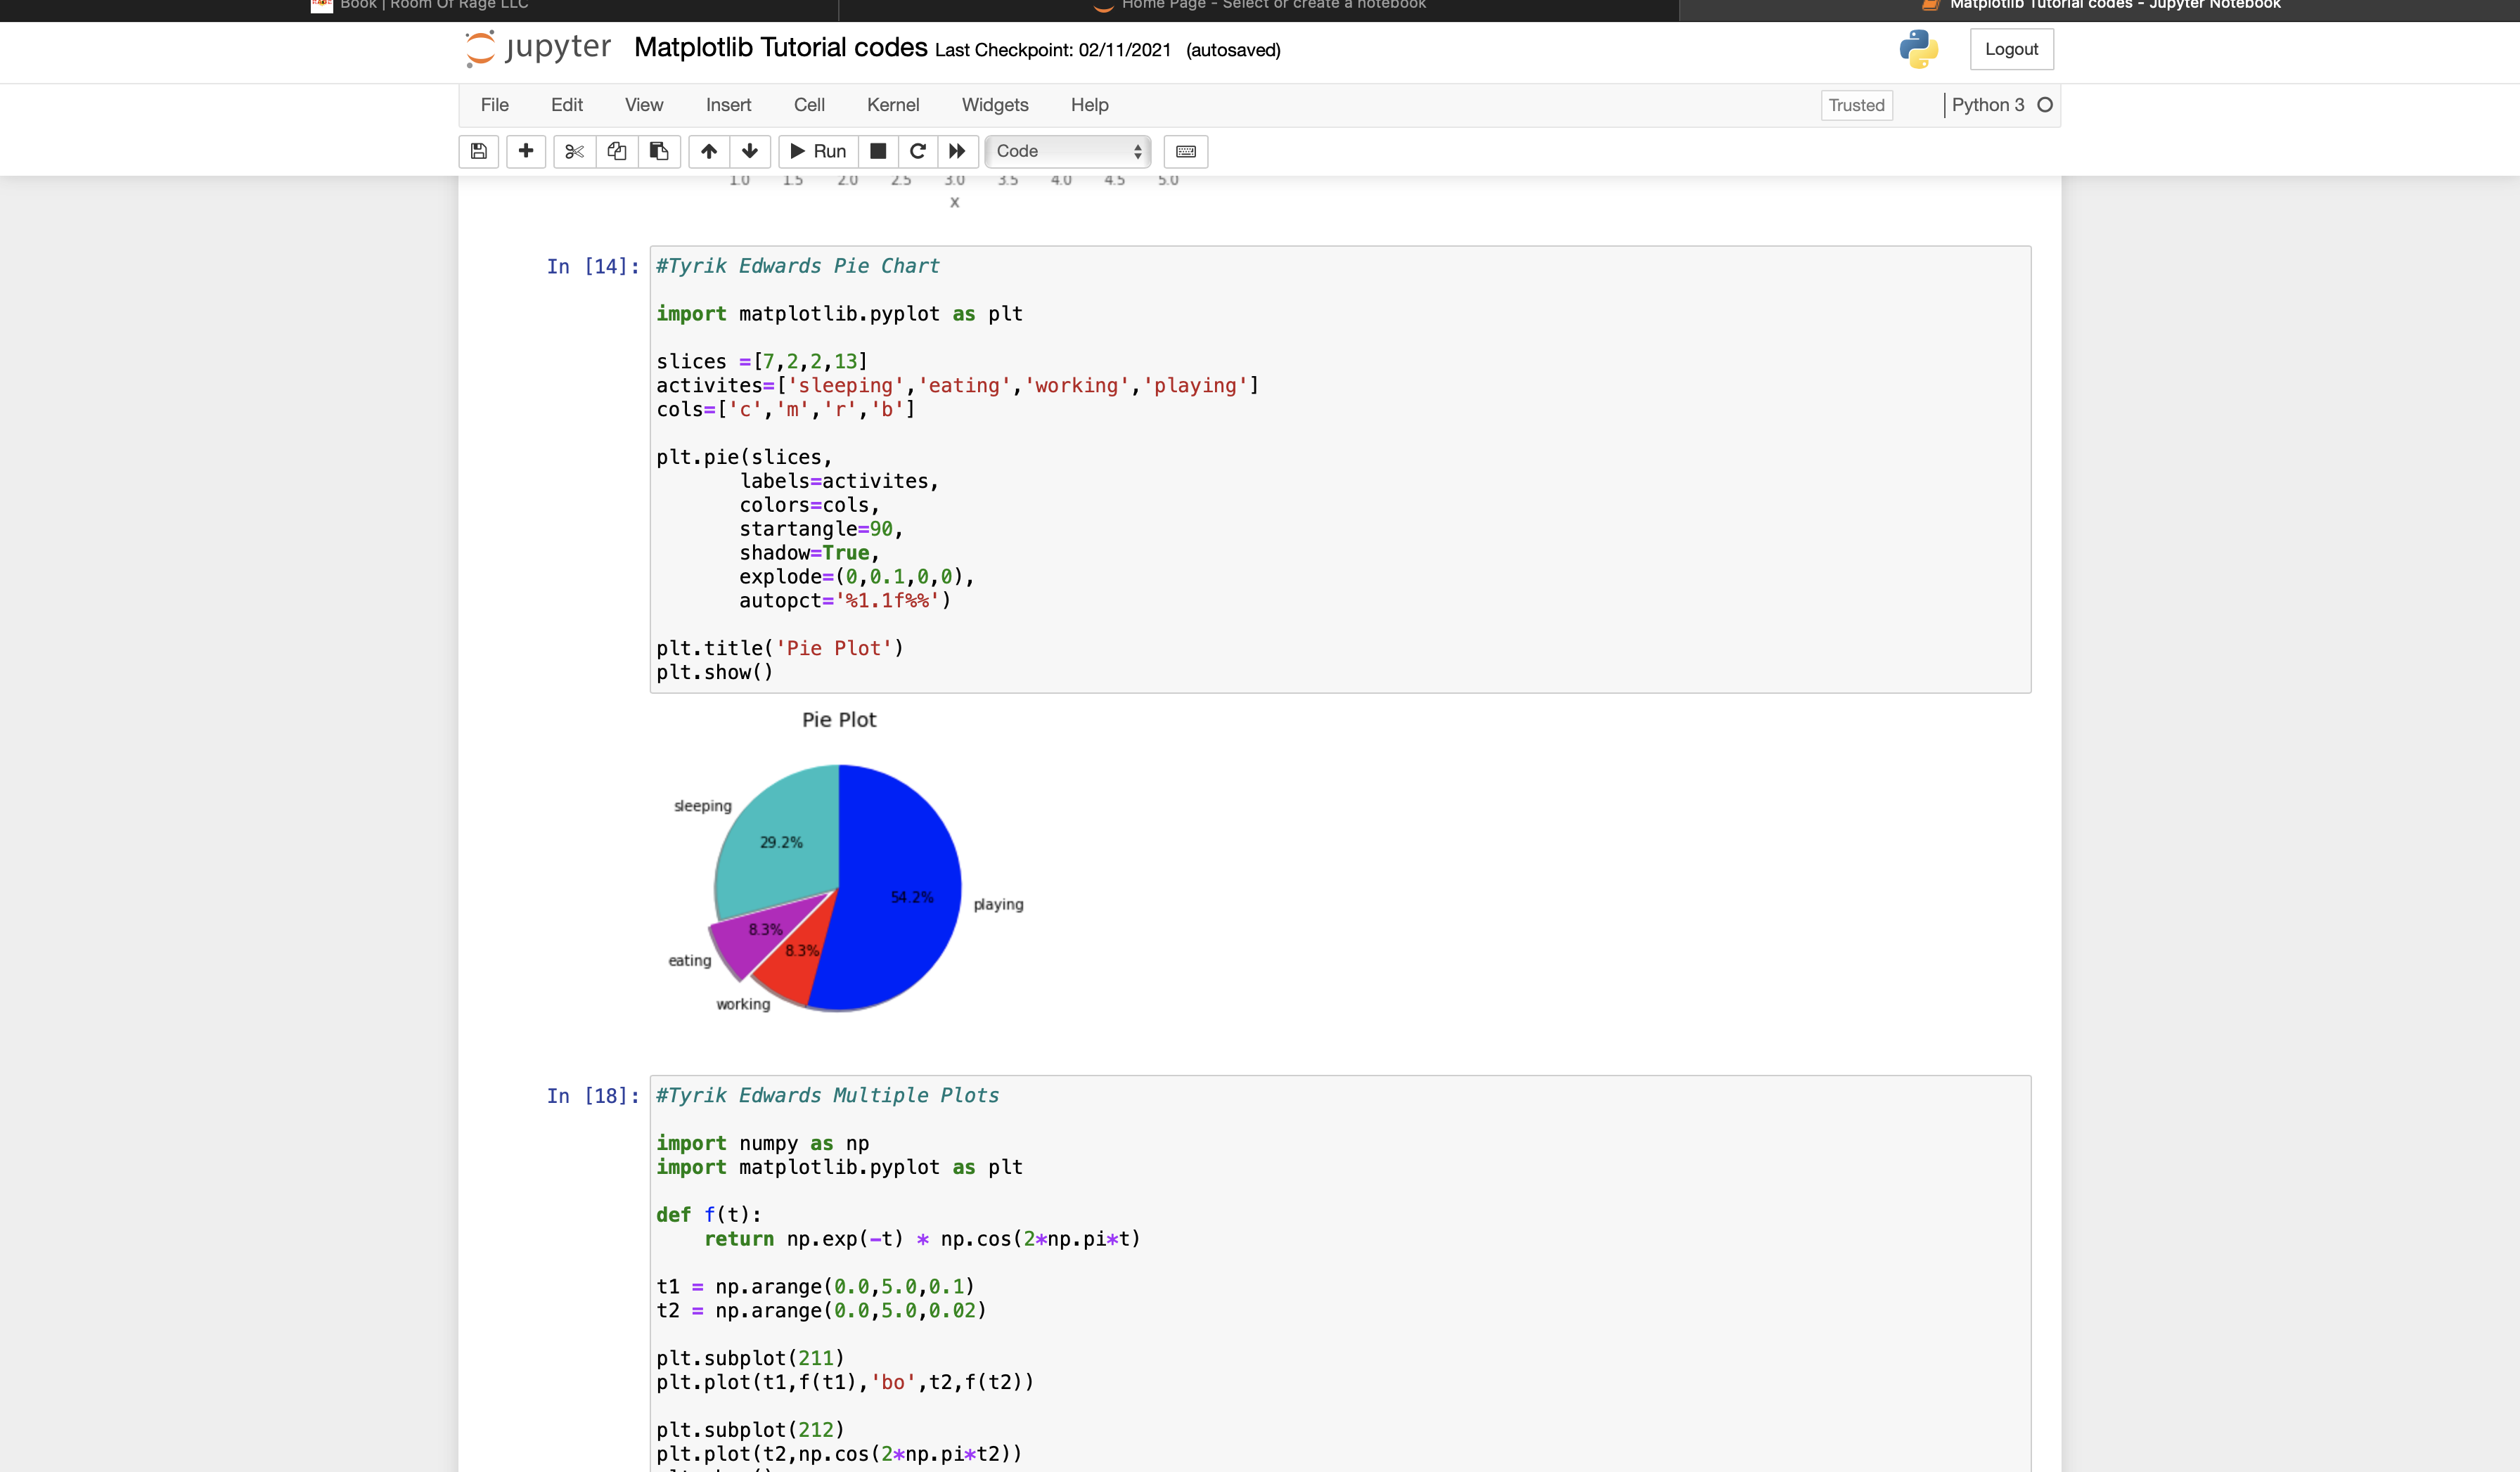 Book | Room Of Rage LLC
Home Page - Select or create a notebook
Matplotlib Tutorial codes - Jupyter Notebook
jupyter Matplotlib Tutorial codes Last Checkpoint: 02/11/2021 (autosaved)
Logout
File Edit View Insert Cell Kernel Widgets Help
Trusted
Python 3
Run
Code
1.0 1.5 2.0 2.5 3.0 3.5 4.0 4.5 5.0
x
In [14]:
#Tyrik Edwards Pie Chart
import matplotlib.pyplot as plt
slices =[7,2,2,13]
activites=['sleeping','eating','working','playing']
cols=['c','m','r','b']
plt.pie(slices,
labels=activites,
colors=cols,
startangle=90,
shadow=True,
explode=(0,0.1,0,0),
autopct='%1.1f%%')
plt.title('Pie Plot')
plt.show()
Pie Plot
sleeping
29.2%
54.2%
playing
8.3%
8.3%
eating
working
In [18]:
#Tyrik Edwards Multiple Plots
import numpy as np
import matplotlib.pyplot as plt
def f(t):
return np.exp(-t) * np.cos(2*np.pi*t)
t1 = np.arange(0.0,5.0,0.1)
t2 = np.arange(0.0,5.0,0.02)
plt.subplot(211)
plt.plot(t1,f(t1),'bo',t2,f(t2))
plt.subplot(212)
plt.plot(t2,np.cos(2*np.pi*t2))